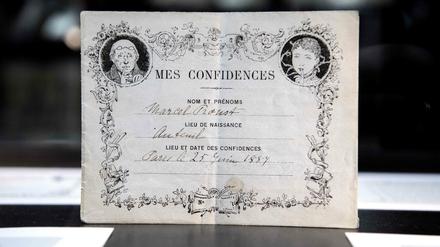 MES CONFIDENCES
NOM ET PRÉNOMS
Marcel Proust
LIEU DE NAISSANCE
Auteuil
LIEU ET DATE DES CONFIDENCES
Paris le 25 Juin 1887